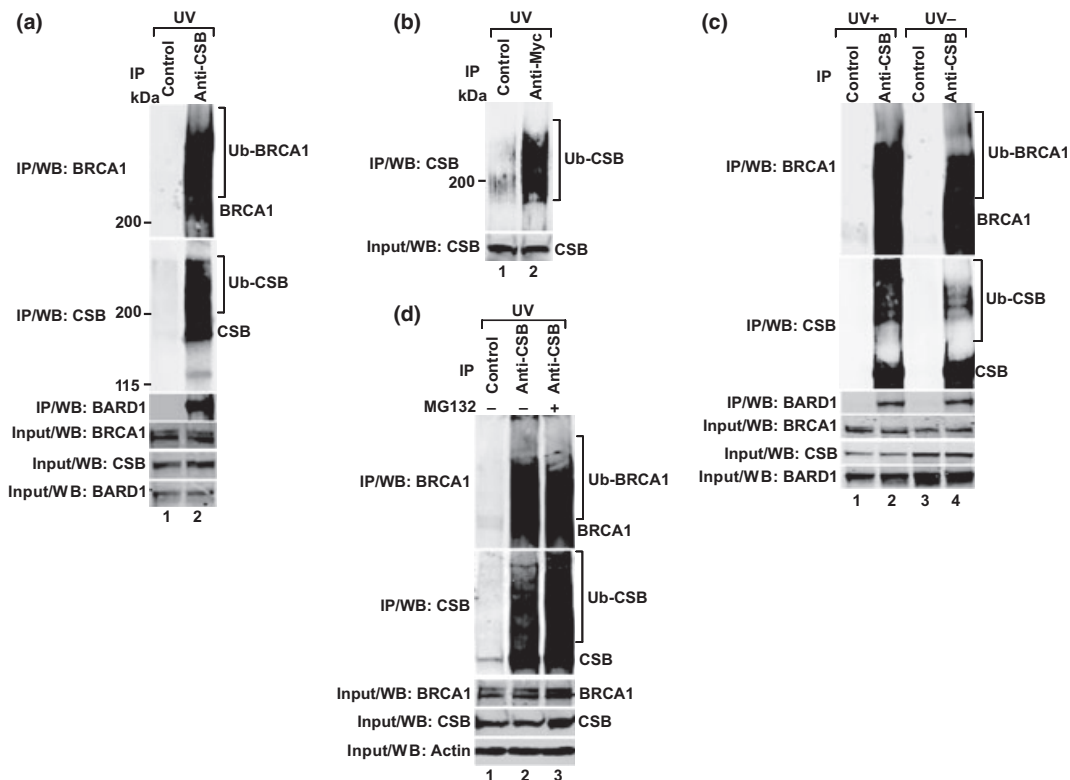 (a)
UV
IP
Control
Anti-CSB
kDa
IP/WB: BRCA1
Ub-BRCA1
BRCA1
200
IP/WB: CSB
Ub-CSB
200
CSB
115
IP/WB: BARD1
Input/WB: BRCA1
Input/WB: CSB
Input/WB: BARD1
1 2
(b)
UV
IP
Control
Anti-Myc
kDa
IP/WB: CSB
Ub-CSB
200
Input/WB: CSB
CSB
1 2
(c)
UV+ UV–
IP
Control
Anti-CSB
Control
Anti-CSB
IP/WB: BRCA1
Ub-BRCA1
BRCA1
IP/WB: CSB
Ub-CSB
CSB
IP/WB: BARD1
Input/WB: BRCA1
Input/WB: CSB
Input/WB: BARD1
1 2 3 4
(d)
UV
IP
Control
Anti-CSB
Anti-CSB
MG132 – – +
IP/WB: BRCA1
Ub-BRCA1
BRCA1
IP/WB: CSB
Ub-CSB
CSB
Input/WB: BRCA1
BRCA1
Input/WB: CSB
CSB
Input/WB: Actin
1 2 3